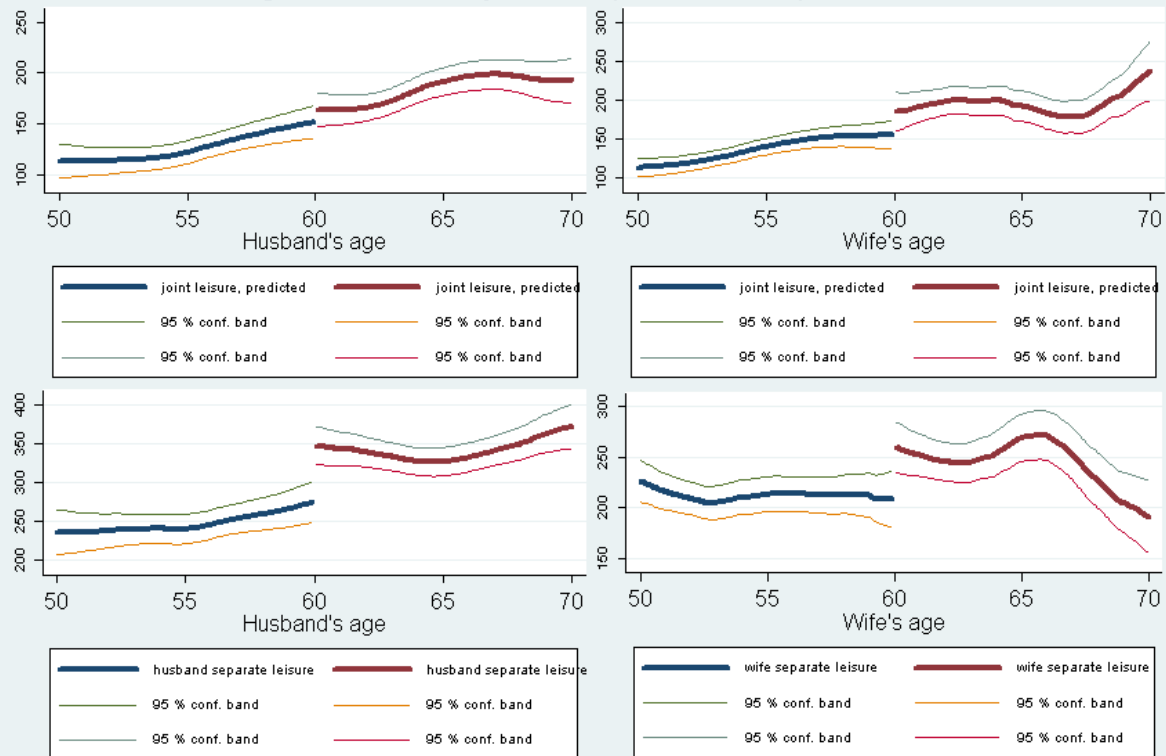 250
200
150
100
50 55 60 65 70
Husband's age
joint leisure, predicted joint leisure, predicted
95 % conf. band 95 % conf. band
95 % conf. band 95 % conf. band
300
250
200
150
100
50 55 60 65 70
Wife's age
joint leisure, predicted joint leisure, predicted
95 % conf. band 95 % conf. band
95 % conf. band 95 % conf. band
400
350
300
250
200
50 55 60 65 70
Husband's age
husband separate leisure husband separate leisure
95 % conf. band 95 % conf. band
95 % conf. band 95 % conf. band
300
250
200
150
50 55 60 65 70
Wife's age
wife separate leisure wife separate leisure
95 % conf. band 95 % conf. band
95 % conf. band 95 % conf. band